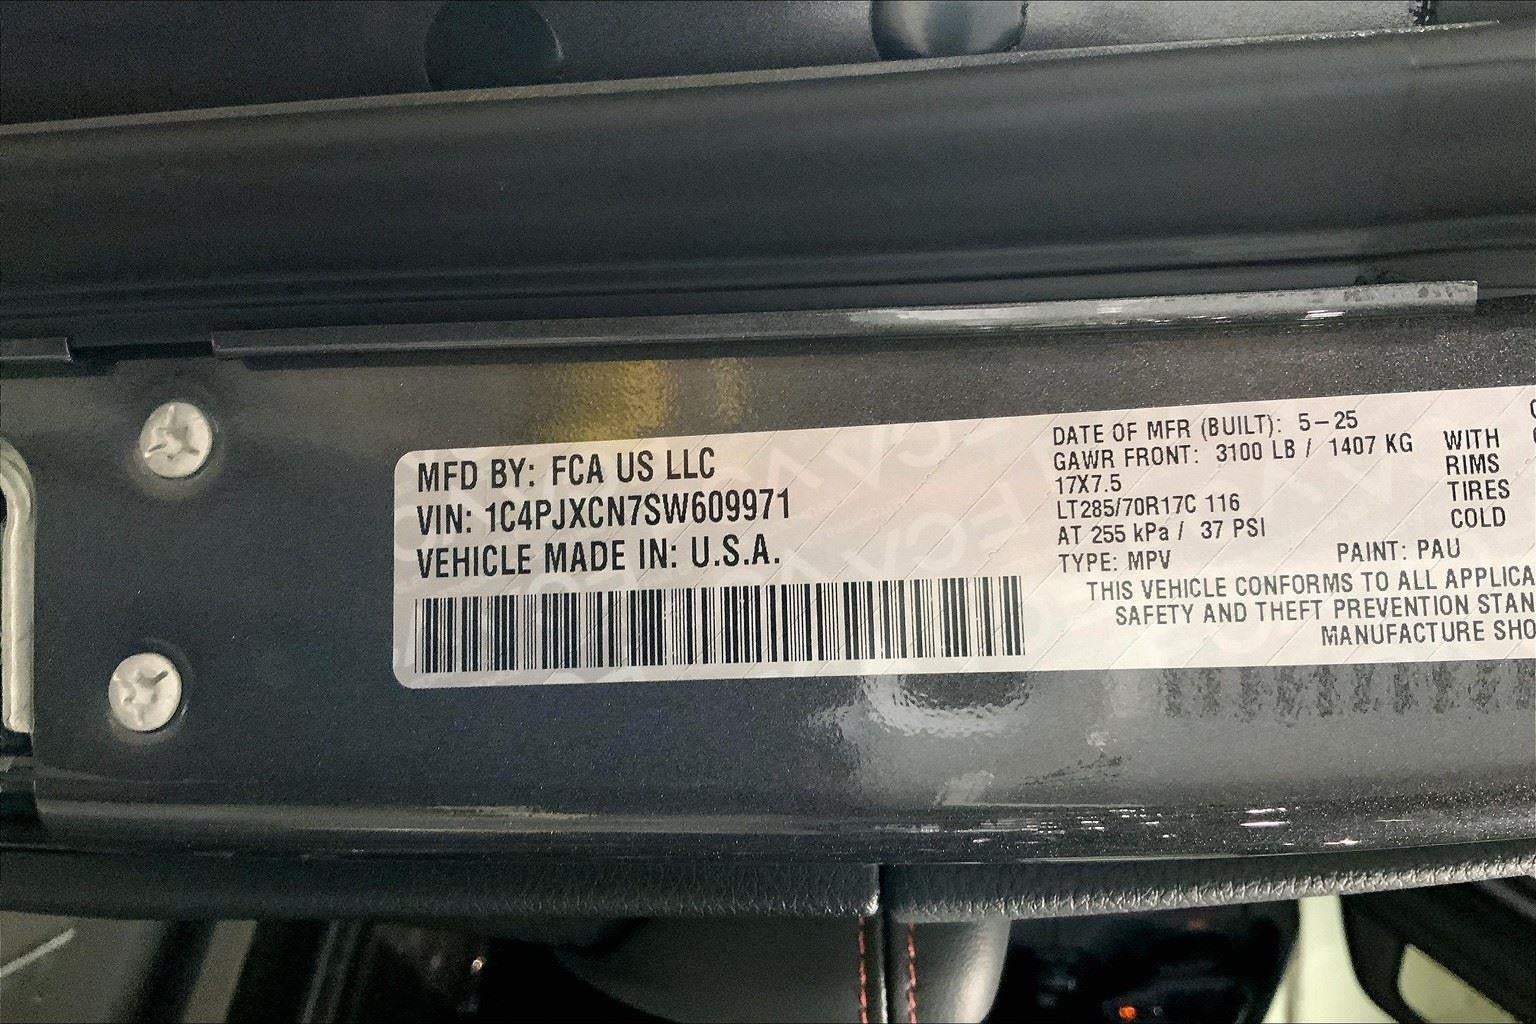 MFD BY: FCA US LLC
VIN: 1C4PJXCN7SW609971
VEHICLE MADE IN: U.S.A.
DATE OF MFR (BUILT): 5-25
GAWR FRONT: 3100 LB / 1407 KG WITH
17X7.5 RIMS
LT285/70R17C 116 TIRES
AT 255 kPa / 37 PSI COLD
TYPE: MPV PAINT: PAU
THIS VEHICLE CONFORMS TO ALL APPLICA
SAFETY AND THEFT PREVENTION STAN
MANUFACTURE SHO